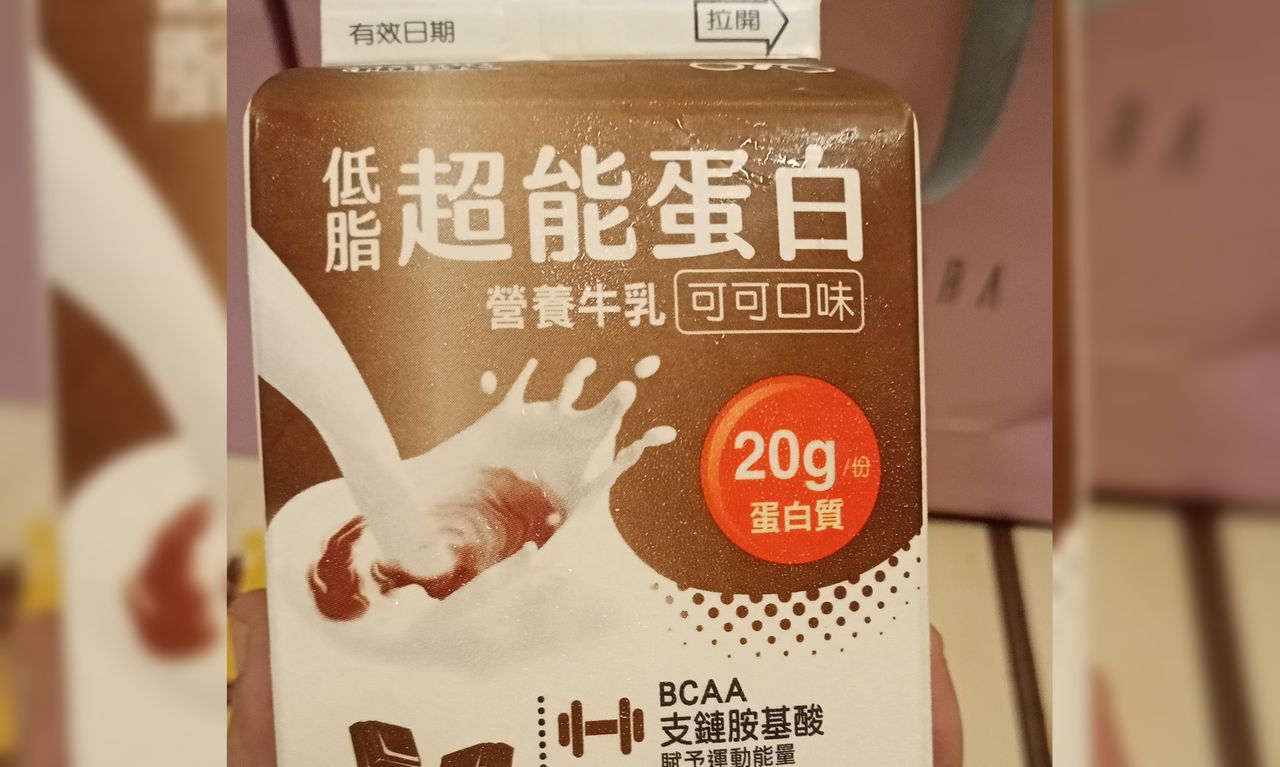 有效日期
拉開
低脂
超能蛋白
營養牛乳 可可口味
20g/份
蛋白質
BCAA
支鏈胺基酸
賦予運動能量